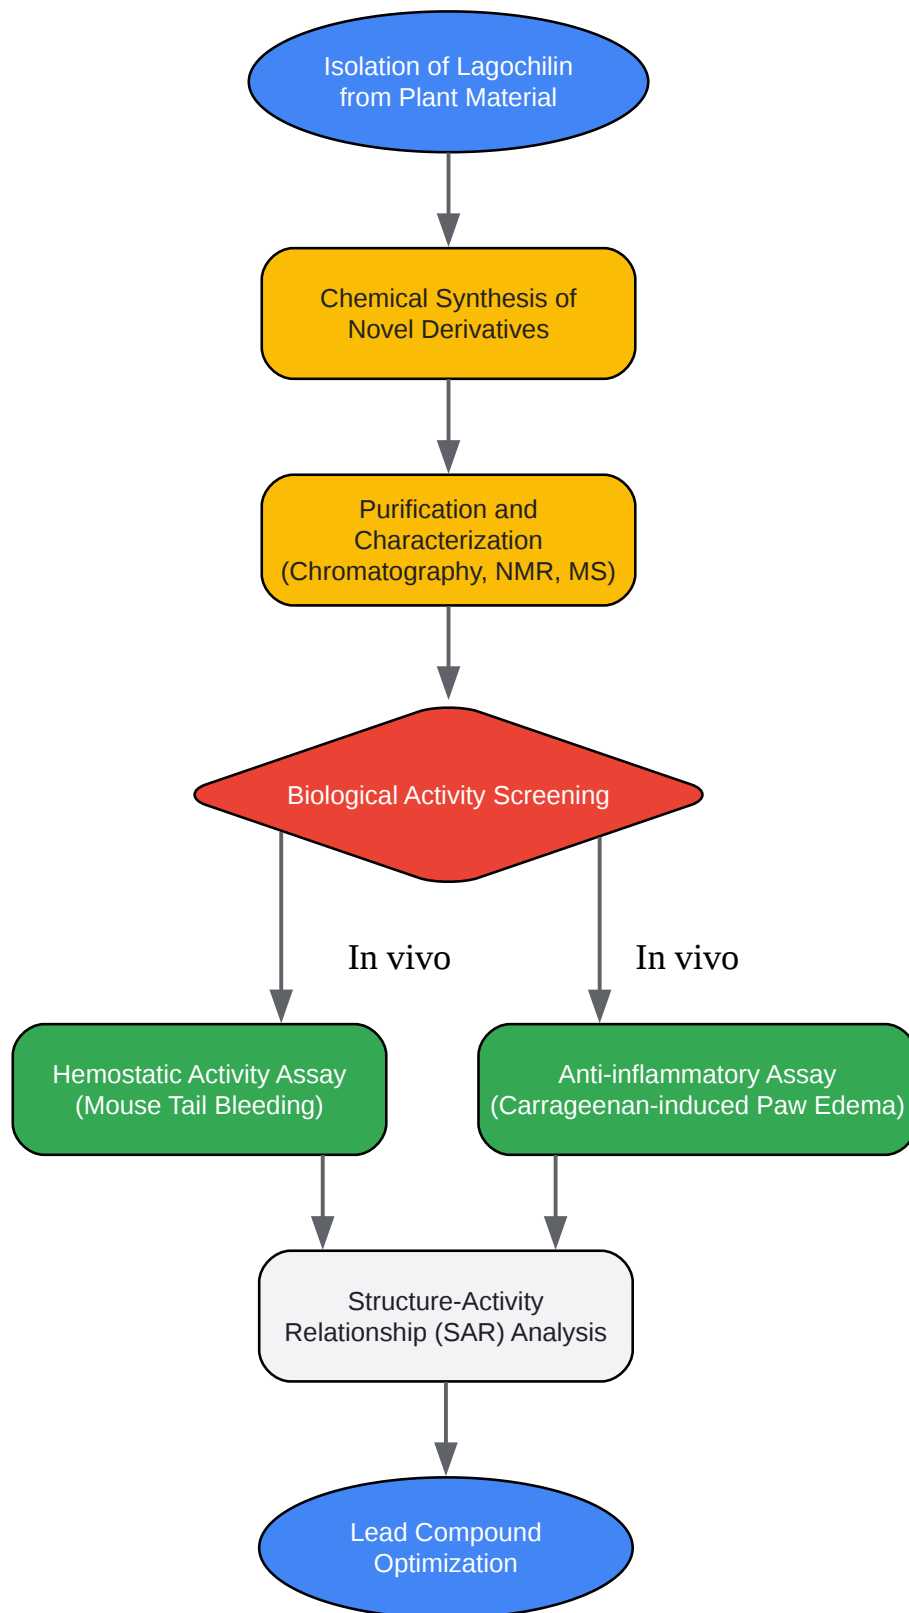 Isolation of Lagochilin
from Plant Material
Chemical Synthesis of
Novel Derivatives
Purification and
Characterization
(Chromatography, NMR, MS)
Biological Activity Screening
In vivo
In vivo
Hemostatic Activity Assay
(Mouse Tail Bleeding)
Anti-inflammatory Assay
(Carrageenan-induced Paw Edema)
Structure-Activity
Relationship (SAR) Analysis
Lead Compound
Optimization